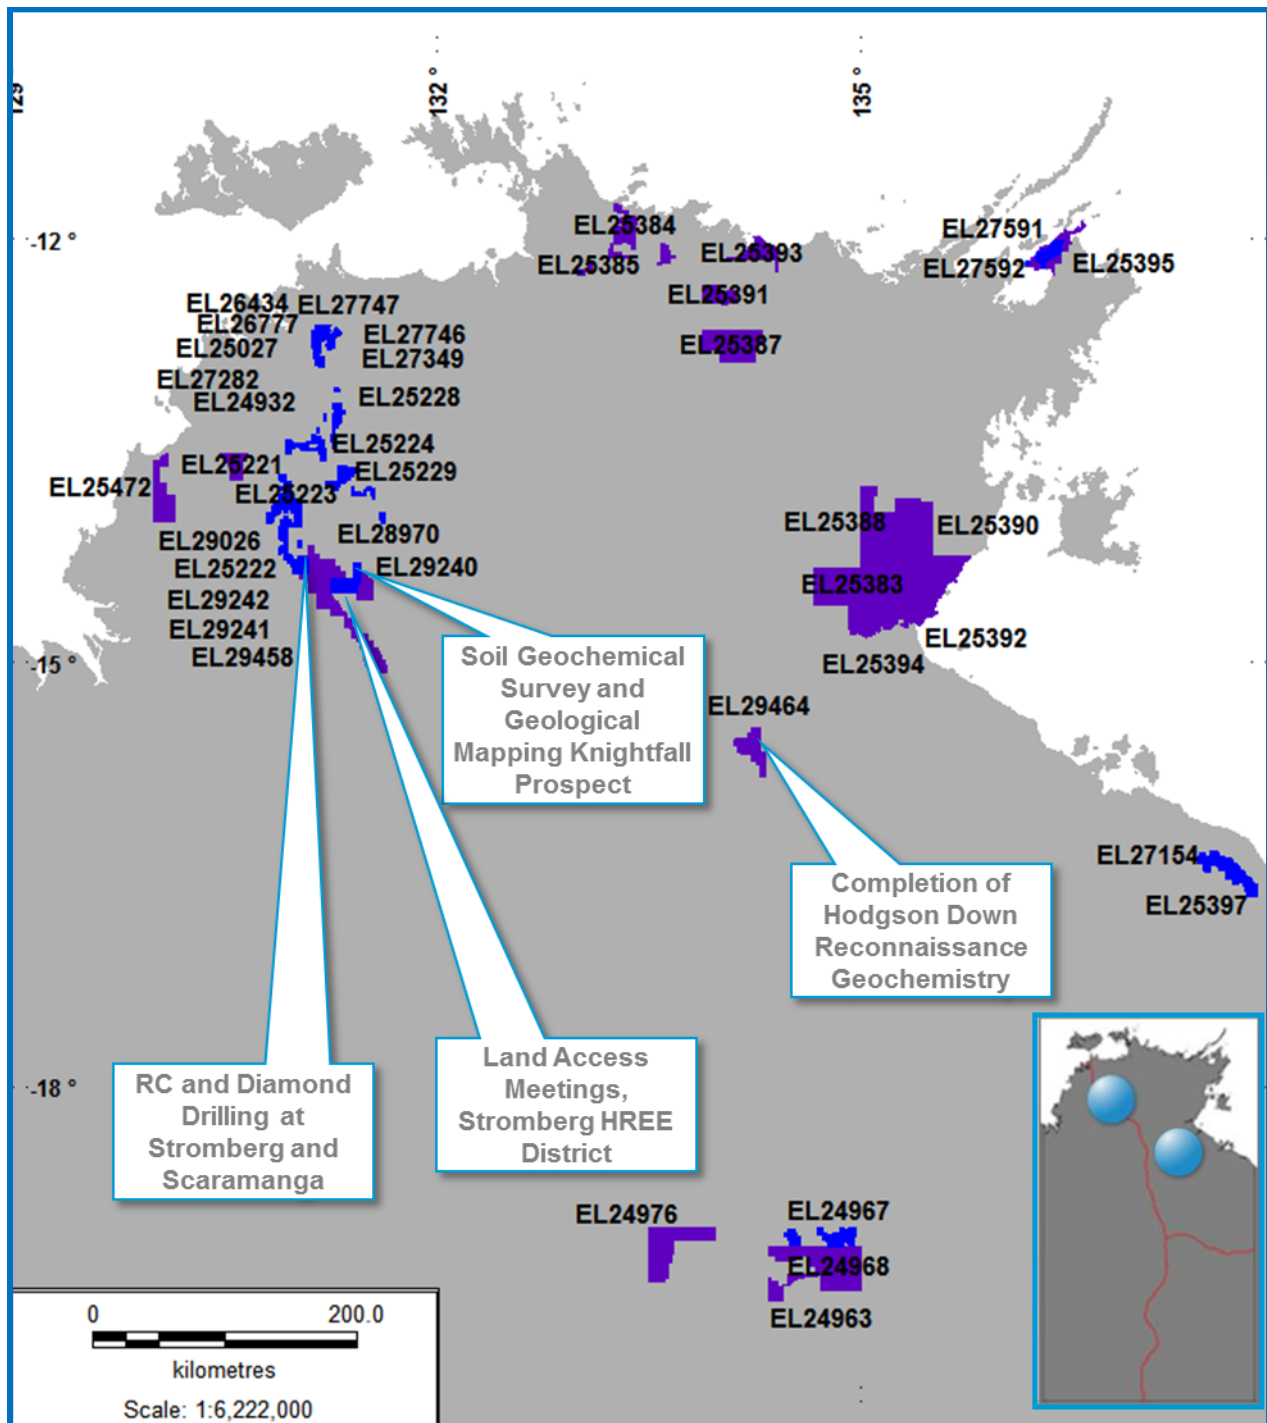 129
132 °
135 °
-12 °
EL25384
EL25385
EL25393
EL25391
EL25387
EL27591
EL27592
EL25395
EL26434
EL27747
EL26777
EL27746
EL25027
EL27349
EL27282
EL24932
EL25228
EL25224
EL25221
EL25229
EL25472
EL25223
EL29026
EL28970
EL25222
EL29240
EL29242
EL29241
EL29458
EL25388
EL25390
EL25383
EL25392
EL25394
-15 °
EL29464
Soil Geochemical
Survey and
Geological
Mapping Knightfall
Prospect
EL27154
EL25397
Completion of
Hodgson Down
Reconnaissance
Geochemistry
-18 °
RC and Diamond
Drilling at
Stromberg and
Scaramanga
Land Access
Meetings,
Stromberg HREE
District
EL24976
EL24967
EL24968
EL24963
0 200.0
kilometres
Scale: 1:6,222,000